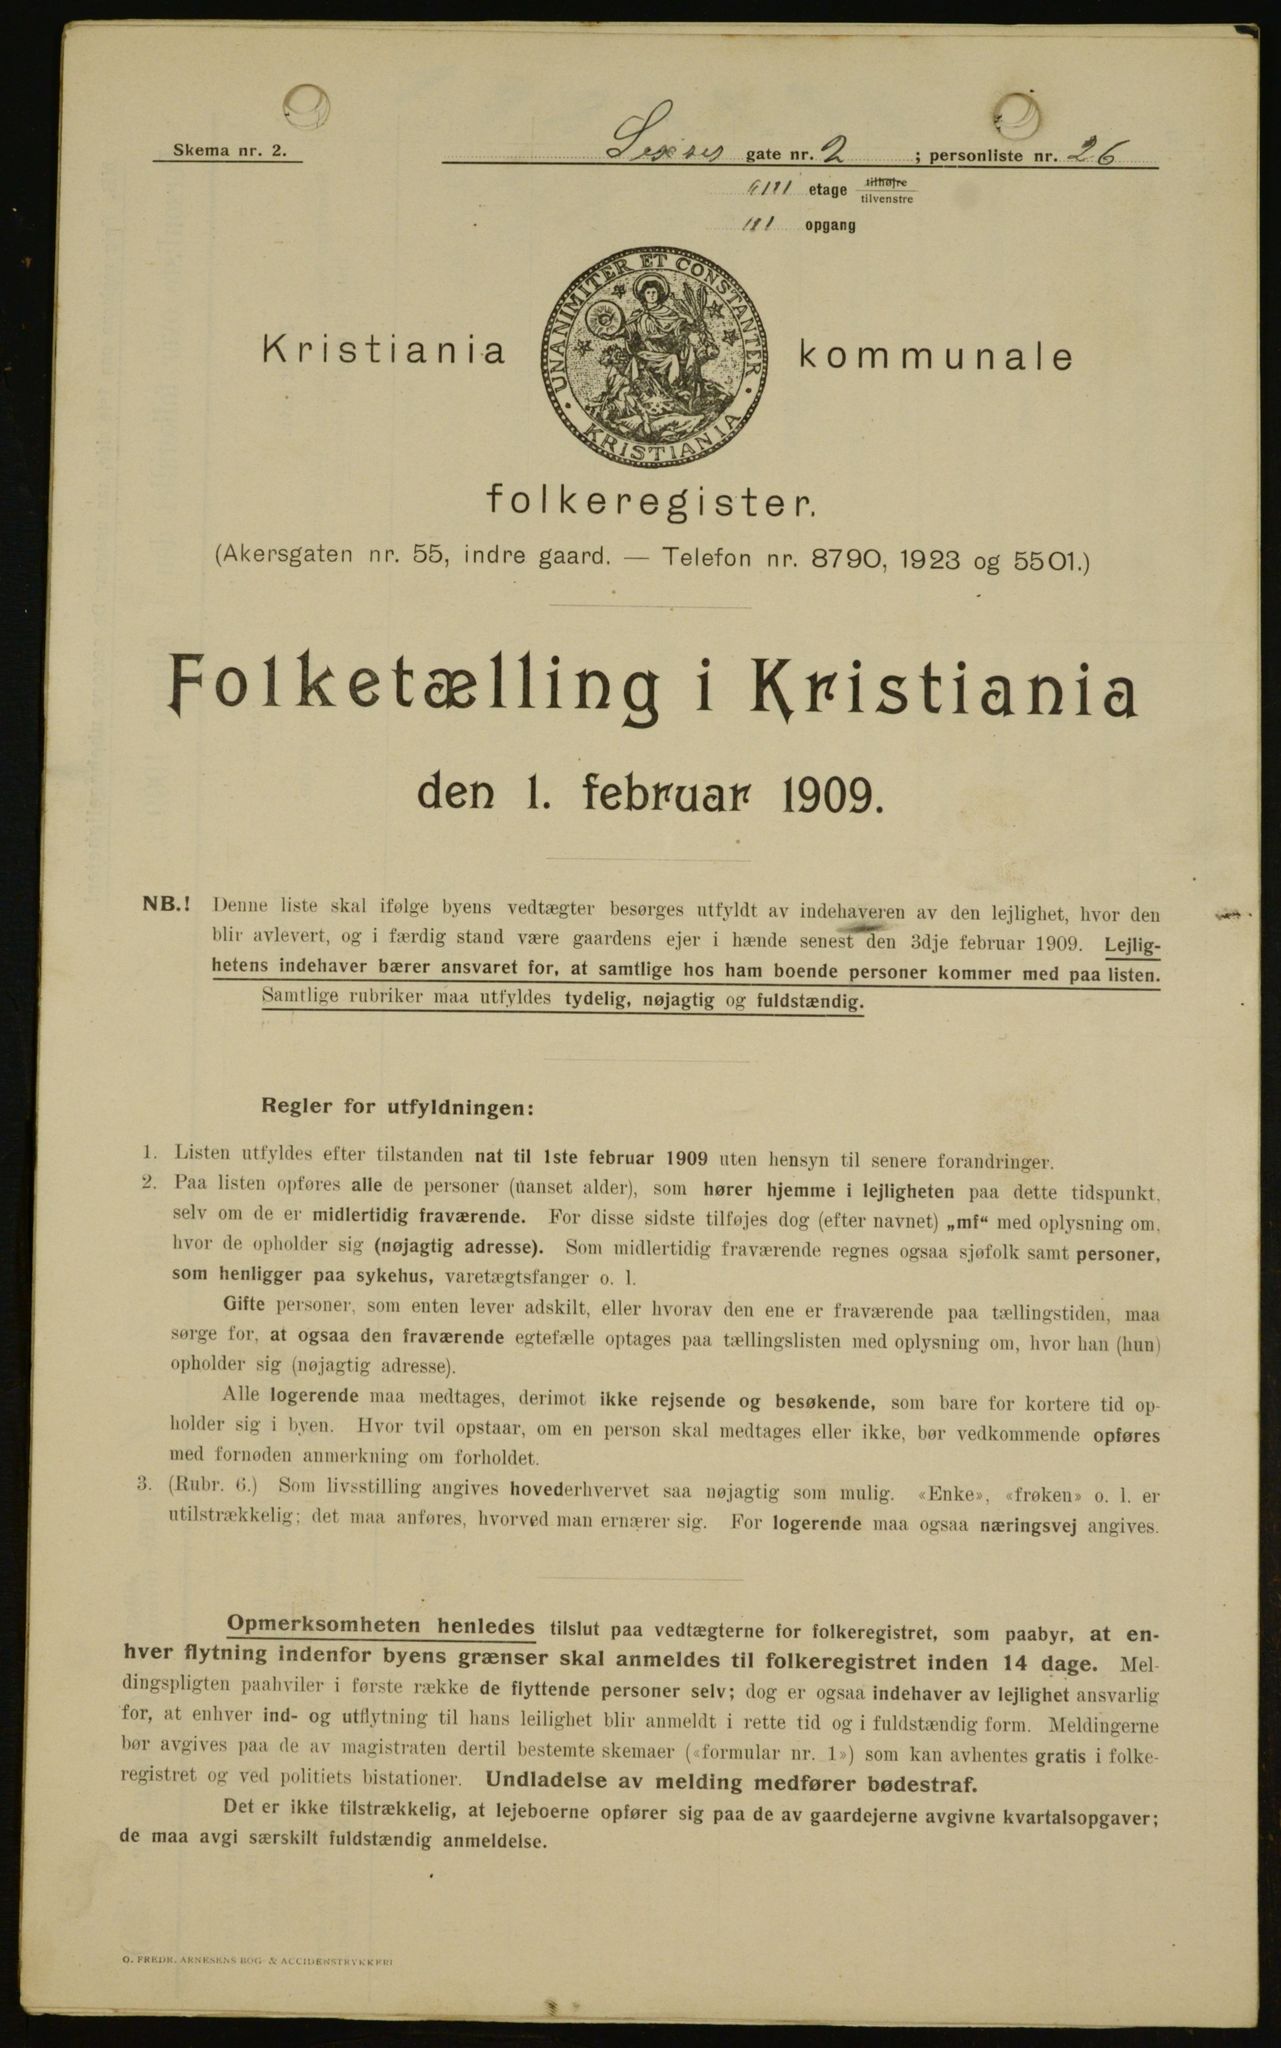 Skema nr. 2.
gate nr. 2 ; personliste nr. 26
etage tilhøjre
tilvenstre
opgang
UNANIMITER ET CONSTANTER
KRISTIANIA
Kristiania kommunale
folkeregister.
(Akersgaten nr. 55, indre gaard. — Telefon nr. 8790, 1923 og 5501.)
Folketælling i Kristiania
den 1. februar 1909.
NB.! Denne liste skal ifølge byens vedtægter besørges utfyldt av indehaveren av den lejlighet, hvor den
blir avlevert, og i færdig stand være gaardens ejer i hænde senest den 3dje februar 1909. Lejlig-
hetens indehaver bærer ansvaret for, at samtlige hos ham boende personer kommer med paa listen.
Samtlige rubriker maa utfyldes tydelig, nøjagtig og fuldstændig.
Regler for utfyldningen:
1. Listen utfyldes efter tilstanden nat til 1ste februar 1909 uten hensyn til senere forandringer.
2. Paa listen opføres alle de personer (uanset alder), som hører hjemme i lejligheten paa dette tidspunkt,
selv om de er midlertidig fraværende. For disse sidste tilføjes dog (efter navnet) „mf“ med oplysning om,
hvor de opholder sig (nøjagtig adresse). Som midlertidig fraværende regnes ogsaa sjøfolk samt personer,
som henligger paa sykehus, varetægtsfanger o. l.
Gifte personer, som enten lever adskilt, eller hvorav den ene er fraværende paa tællingstiden, maa
sørge for, at ogsaa den fraværende egtefælle optages paa tællingslisten med oplysning om, hvor han (hun)
opholder sig (nøjagtig adresse).
Alle logerende maa medtages, derimot ikke rejsende og besøkende, som bare for kortere tid op-
holder sig i byen. Hvor tvil opstaar, om en person skal medtages eller ikke, bør vedkommende opføres
med fornøden anmerkning om forholdet.
3. (Rubr. 6.) Som livsstilling angives hovederhvervet saa nøjagtig som mulig. «Enke», «frøken» o. l. er
utilstrækkelig; det maa anføres, hvorved man ernærer sig. For logerende maa ogsaa næringsvej angives.
Opmerksomheten henledes tilslut paa vedtægterne for folkeregistret, som paabyr, at en-
hver flytning indenfor byens grænser skal anmeldes til folkeregistret inden 14 dage. Mel-
dingspligten paahviler i første række de flyttende personer selv; dog er ogsaa indehaver av lejlighet ansvarlig
for, at enhver ind- og utflytning til hans leilighet blir anmeldt i rette tid og i fuldstændig form. Meldingerne
bør avgives paa de av magistraten dertil bestemte skemaer («formular nr. 1») som kan avhentes gratis i folke-
registret og ved politiets bistationer. Undladelse av melding medfører bødestraf.
Det er ikke tilstrækkelig, at lejeboerne opfører sig paa de av gaardejerne avgivne kvartalsopgaver;
de maa avgi særskilt fuldstændig anmeldelse.
O. FREDR. ARNESENS BOG- & ACCIDENSTRYKKERI